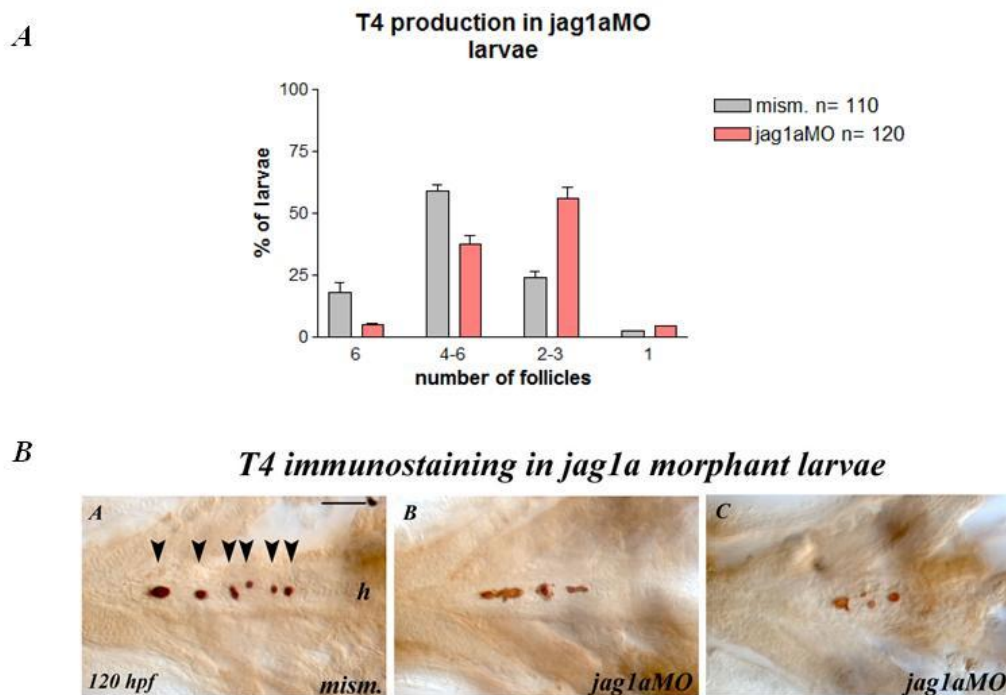 A
T4 production in jag1aMO
larvae
100
75
50
25
0
% of larvae
6
4-6
2-3
1
number of follicles
mism. n= 110
jag1aMO n= 120
B
T4 immunostaining in jag1a morphant larvae
A
h
120 hpf
mism.
B
jag1aMO
C
jag1aMO